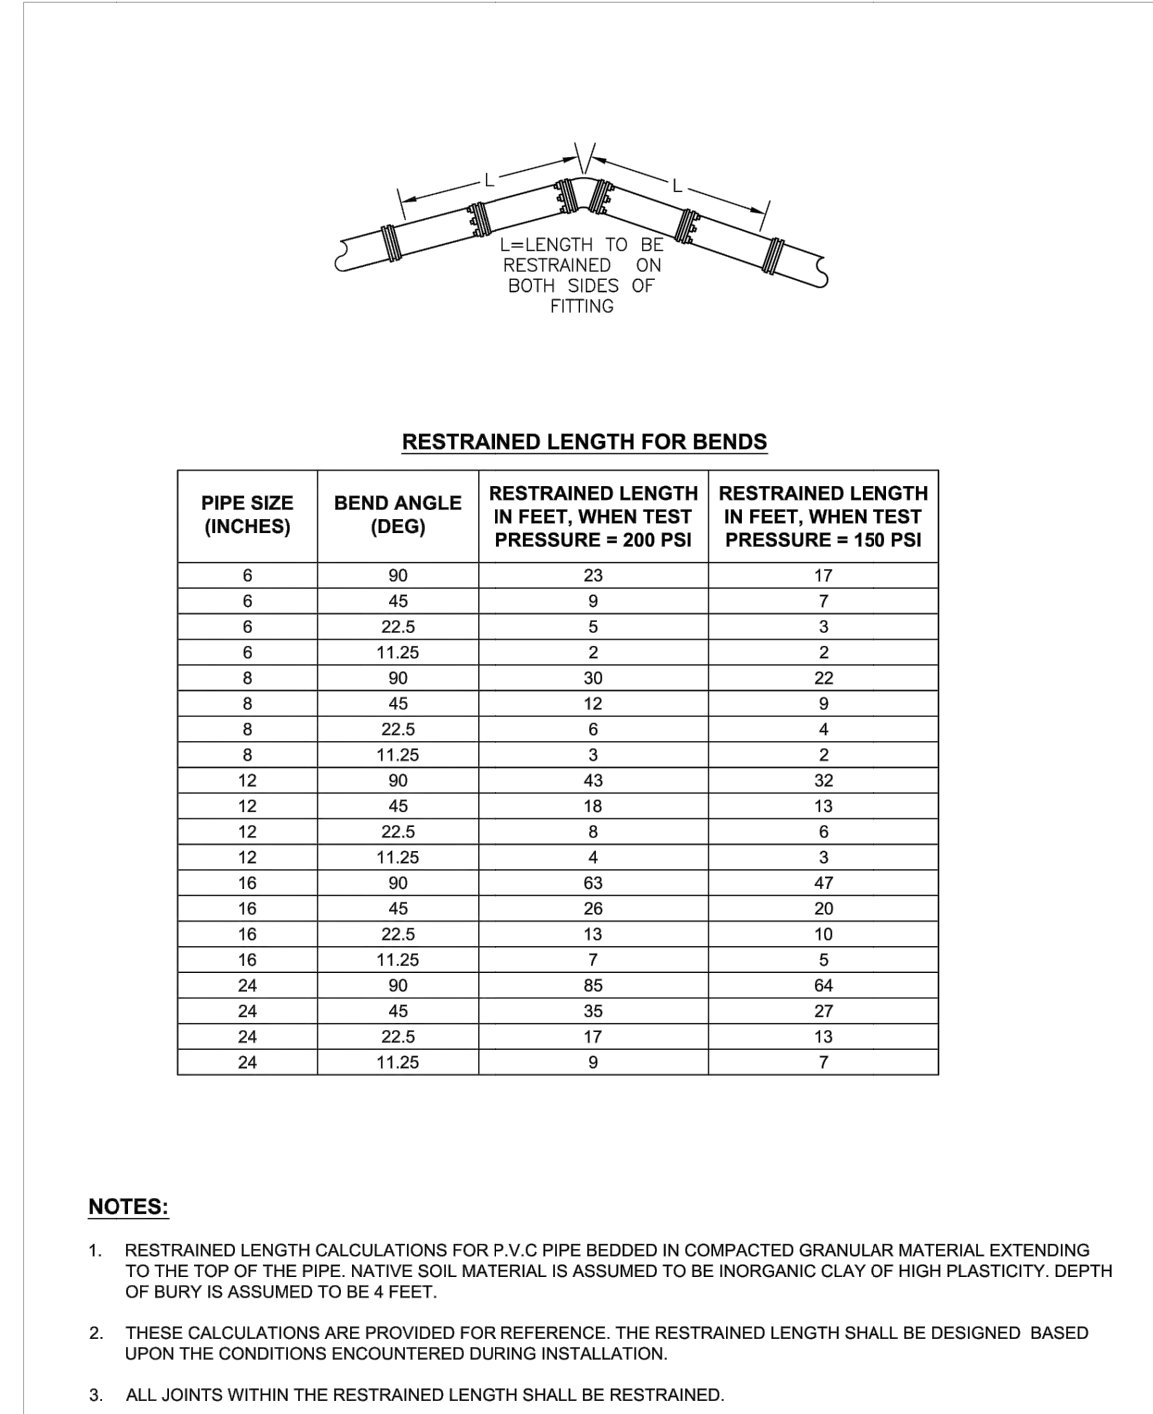 L
L
L=LENGTH TO BE
RESTRAINED ON
BOTH SIDES OF
FITTING
RESTRAINED LENGTH FOR BENDS
PIPE SIZE (INCHES) BEND ANGLE (DEG) RESTRAINED LENGTH IN FEET, WHEN TEST PRESSURE = 200 PSI RESTRAINED LENGTH IN FEET, WHEN TEST PRESSURE = 150 PSI
6 90 23 17
6 45 9 7
6 22.5 5 3
6 11.25 2 2
8 90 30 22
8 45 12 9
8 22.5 6 4
8 11.25 3 2
12 90 43 32
12 45 18 13
12 22.5 8 6
12 11.25 4 3
16 90 63 47
16 45 26 20
16 22.5 13 10
16 11.25 7 5
24 90 85 64
24 45 35 27
24 22.5 17 13
24 11.25 9 7
NOTES:
1. RESTRAINED LENGTH CALCULATIONS FOR P.V.C PIPE BEDDED IN COMPACTED GRANULAR MATERIAL EXTENDING
TO THE TOP OF THE PIPE. NATIVE SOIL MATERIAL IS ASSUMED TO BE INORGANIC CLAY OF HIGH PLASTICITY. DEPTH
OF BURY IS ASSUMED TO BE 4 FEET.
2. THESE CALCULATIONS ARE PROVIDED FOR REFERENCE. THE RESTRAINED LENGTH SHALL BE DESIGNED BASED
UPON THE CONDITIONS ENCOUNTERED DURING INSTALLATION.
3. ALL JOINTS WITHIN THE RESTRAINED LENGTH SHALL BE RESTRAINED.